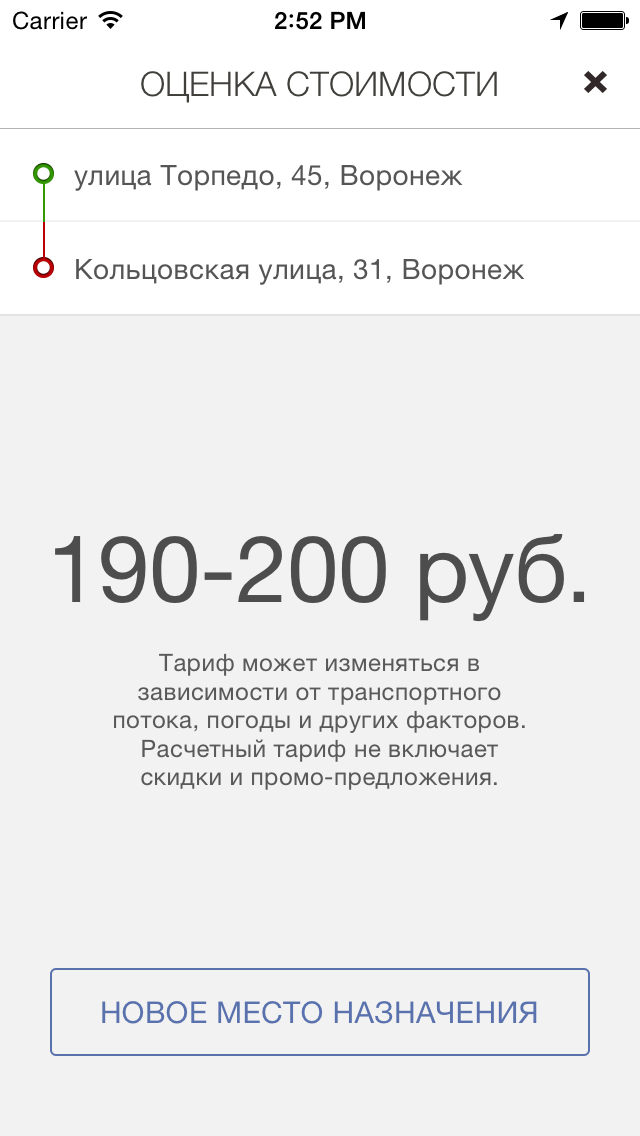 Carrier 2:52 PM
ОЦЕНКА СТОИМОСТИ
улица Торпедо, 45, Воронеж
Кольцовская улица, 31, Воронеж
190-200 руб.
Тариф может изменяться в
зависимости от транспортного
потока, погоды и других факторов.
Расчетный тариф не включает
скидки и промо-предложения.
НОВОЕ МЕСТО НАЗНАЧЕНИЯ